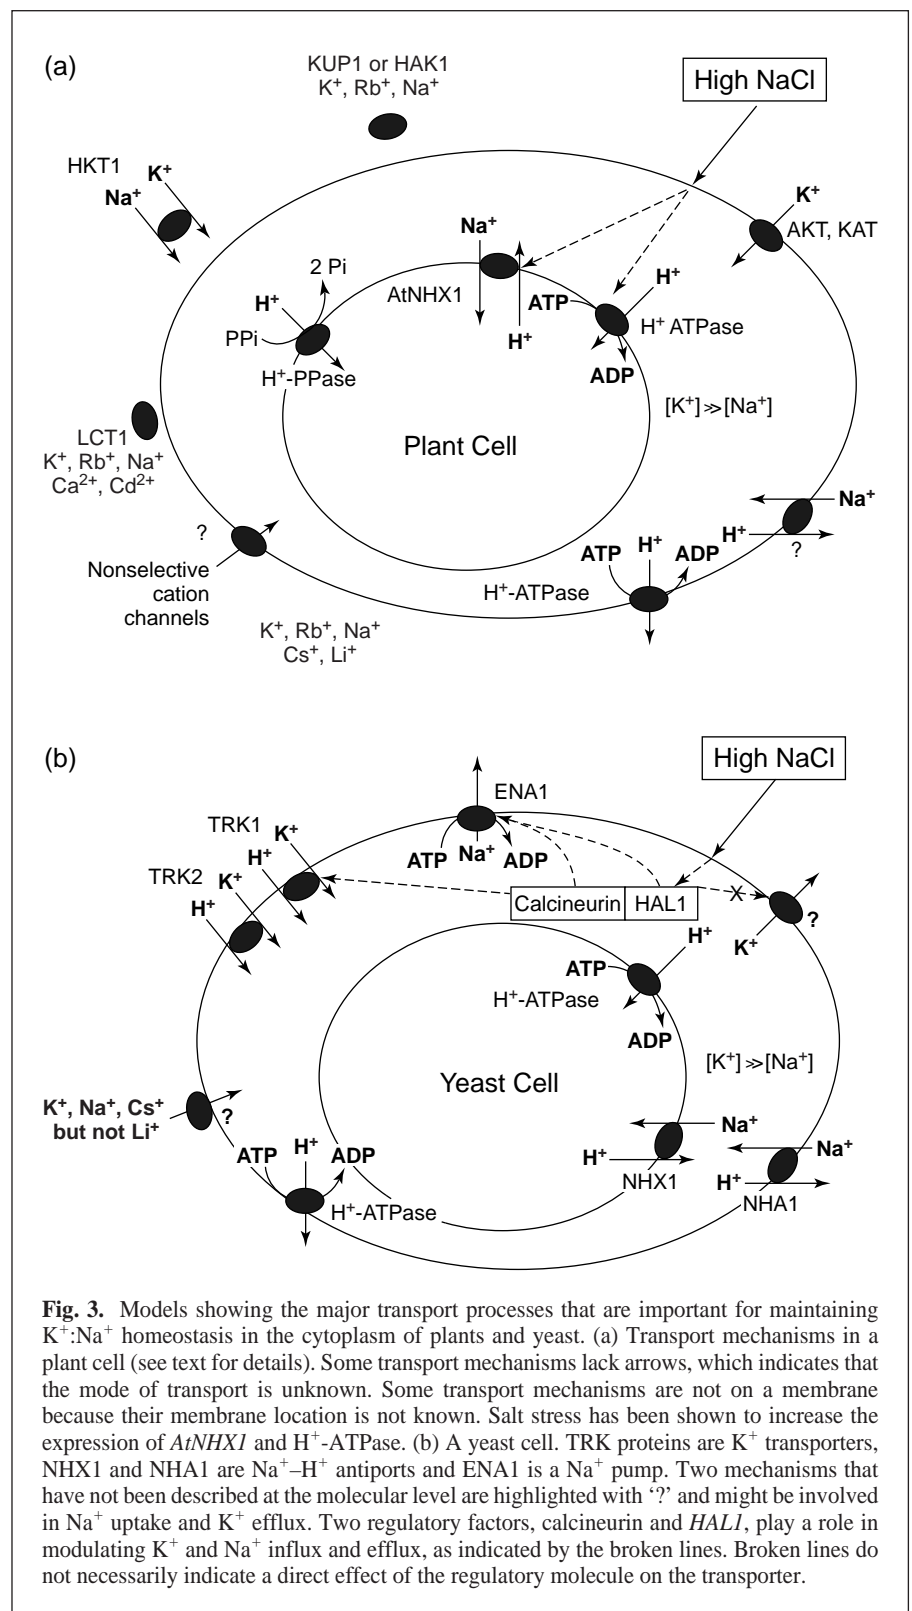 (a)
KUP1 or HAK1
K+, Rb+, Na+
High NaCl
HKT1
K+
Na+
K+
AKT, KAT
Na+
2 Pi
AtNHX1
H+
PPi
H+-PPase
ATP
H+
H+
H+ ATPase
ADP
[K+]≫[Na+]
Plant Cell
LCT1
K+, Rb+, Na+
Ca2+, Cd2+
?
Nonselective
cation
channels
K+, Rb+, Na+
Cs+, Li+
H+-ATPase
ATP
H+
ADP
Na+
H+
?
(b)
High NaCl
ENA1
TRK1
K+
H+
TRK2
K+
H+
ATP
Na+
ADP
Calcineurin
HAL1
X
?
K+
H+
ATP
H+-ATPase
ADP
[K+]≫[Na+]
Yeast Cell
K+, Na+, Cs+
but not Li+
?
ATP
H+
ADP
H+-ATPase
Na+
H+
NHX1
Na+
H+
NHA1
Fig. 3. Models showing the major transport processes that are important for maintaining
K+:Na+ homeostasis in the cytoplasm of plants and yeast. (a) Transport mechanisms in a
plant cell (see text for details). Some transport mechanisms lack arrows, which indicates that
the mode of transport is unknown. Some transport mechanisms are not on a membrane
because their membrane location is not known. Salt stress has been shown to increase the
expression of AtNHX1 and H+-ATPase. (b) A yeast cell. TRK proteins are K+ transporters,
NHX1 and NHA1 are Na+–H+ antiports and ENA1 is a Na+ pump. Two mechanisms that
have not been described at the molecular level are highlighted with ‘?’ and might be involved
in Na+ uptake and K+ efflux. Two regulatory factors, calcineurin and HAL1, play a role in
modulating K+ and Na+ influx and efflux, as indicated by the broken lines. Broken lines do
not necessarily indicate a direct effect of the regulatory molecule on the transporter.